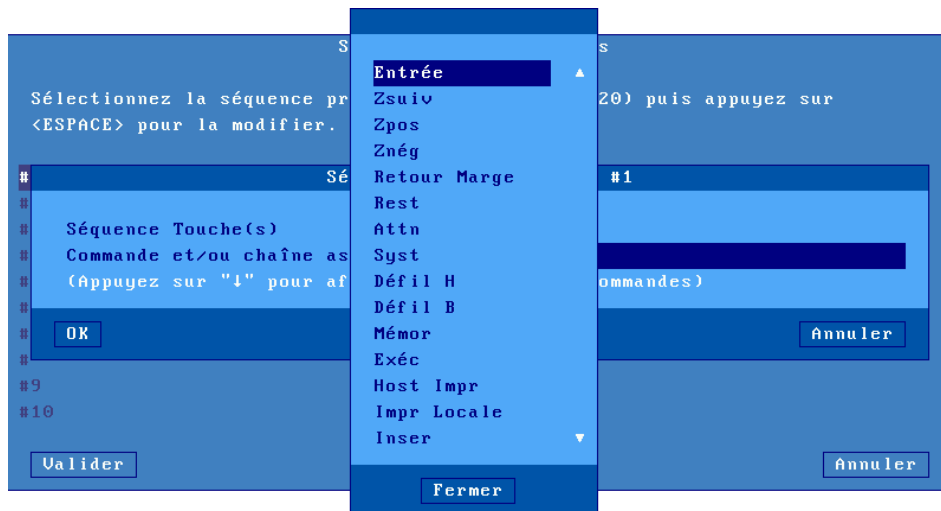 S s
Entrée
Sélectionnez la séquence pr Zsuiv 20) puis appuyez sur
<ESPACE> pour la modifier. Zpos
Znég
# Sé Retour Marge #1
# Rest
# Séquence Touche(s) Attn
# Commande et/ou chaîne as Syst
# (Appuyez sur "↓" pour af Défil H ommandes)
# Défil B
# OK Mémor Annuler
# Exéc
#9 Host Impr
#10 Impr Locale
Inser
Valider Annuler
Fermer